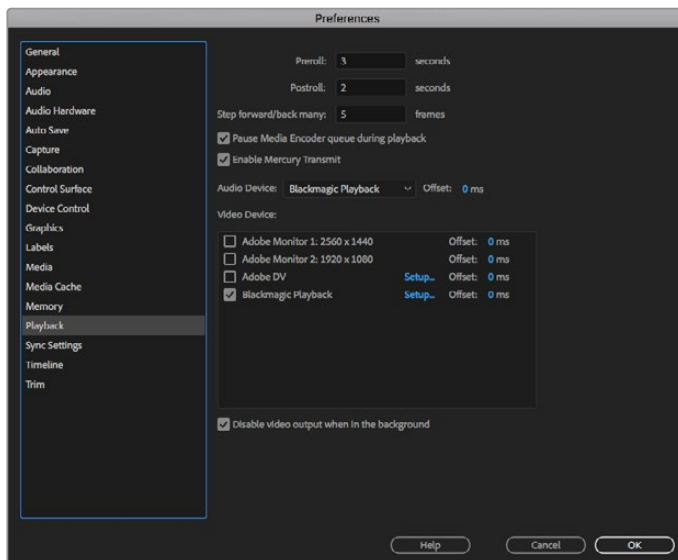 Preferences
General
Appearance
Audio
Audio Hardware
Auto Save
Capture
Collaboration
Control Surface
Device Control
Graphics
Labels
Media
Media Cache
Memory
Playback
Sync Settings
Timeline
Trim
Preroll: 3 seconds
Postroll: 2 seconds
Step forward/back many: 5 frames
Pause Media Encoder queue during playback
Enable Mercury Transmit
Audio Device: Blackmagic Playback Offset: 0 ms
Video Device:
Adobe Monitor 1: 2560 x 1440 Offset: 0 ms
Adobe Monitor 2: 1920 x 1080 Offset: 0 ms
Adobe DV Setup... Offset: 0 ms
Blackmagic Playback Setup... Offset: 0 ms
Disable video output when in the background
Help Cancel OK